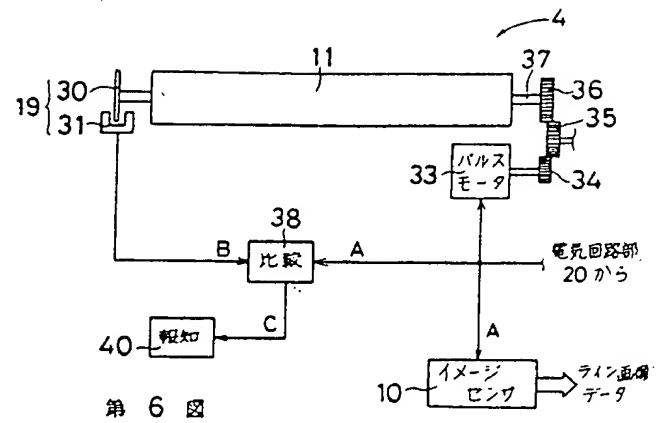 4
11
37
36
30
19
31
35
パルス
モータ
33
34
38
B
比較
A
電気回路部
20から
C
A
報知
40
イメージ
センサ
10
ライン画像
データ
第 6 図